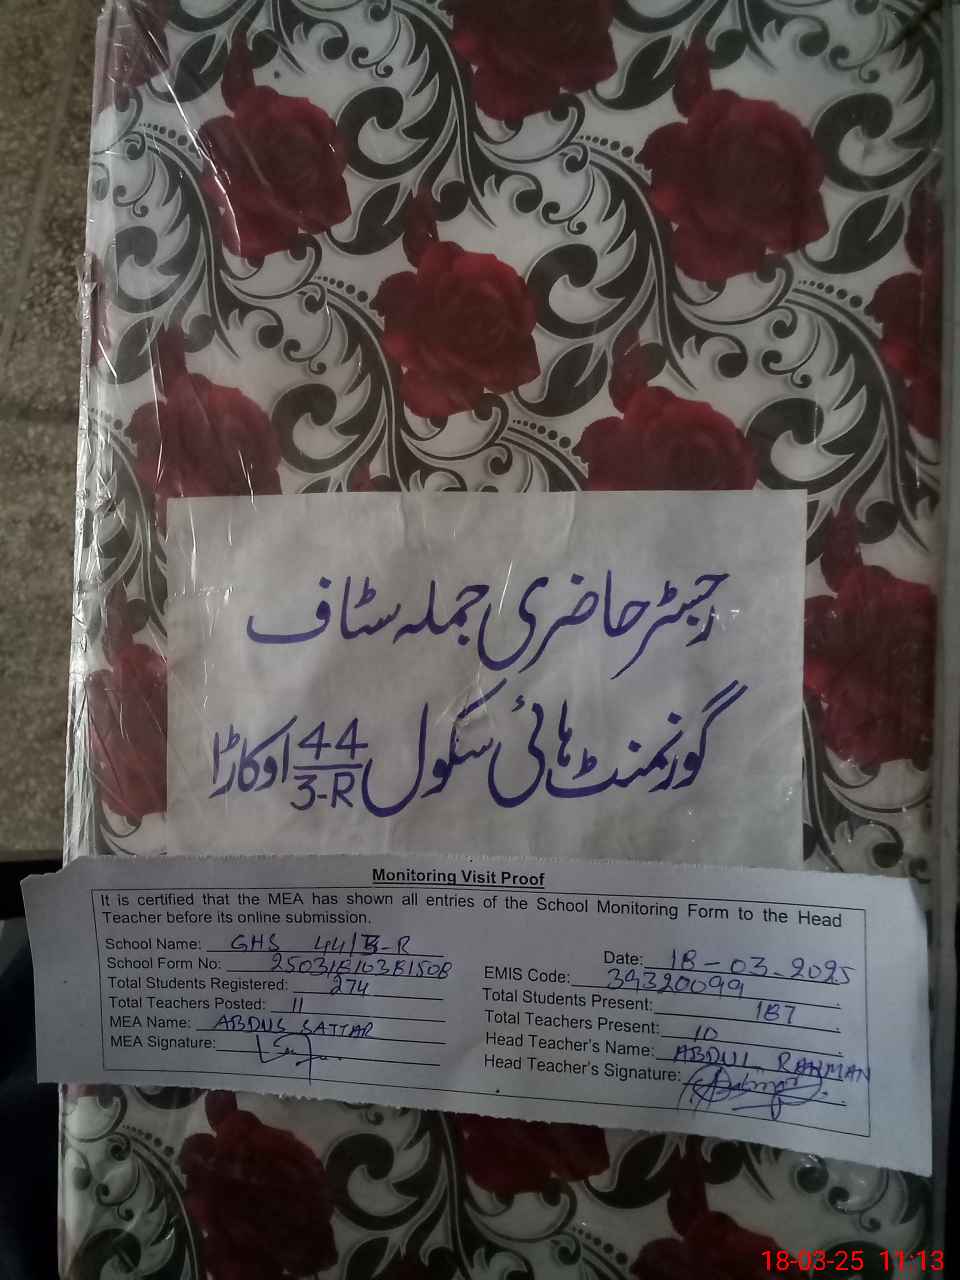 رجسٹر حاضری جملہ سٹاف
گورنمنٹ ہائی سکول 44/3-R اوکاڑا
Monitoring Visit Proof
It is certified that the MEA has shown all entries of the School Monitoring Form to the Head
Teacher before its online submission.
School Name: GHS 44/3-R
Date: 18-03-2025
School Form No:
EMIS Code: 39320099
Total Students Registered: 274
Total Students Present: 187
Total Teachers Posted: 11
Total Teachers Present: 10
MEA Name: ABDUS SATTAR
Head Teacher's Name: ABDUL RAHMAN
MEA Signature:
Head Teacher's Signature:
18-03-25 11:13